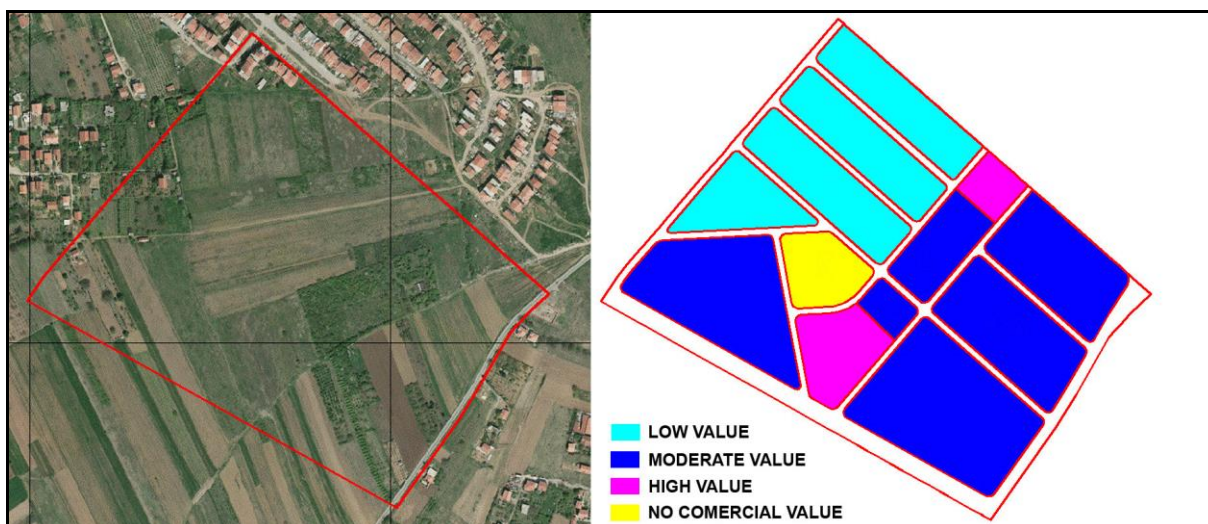 LOW VALUE
MODERATE VALUE
HIGH VALUE
NO COMERCIAL VALUE